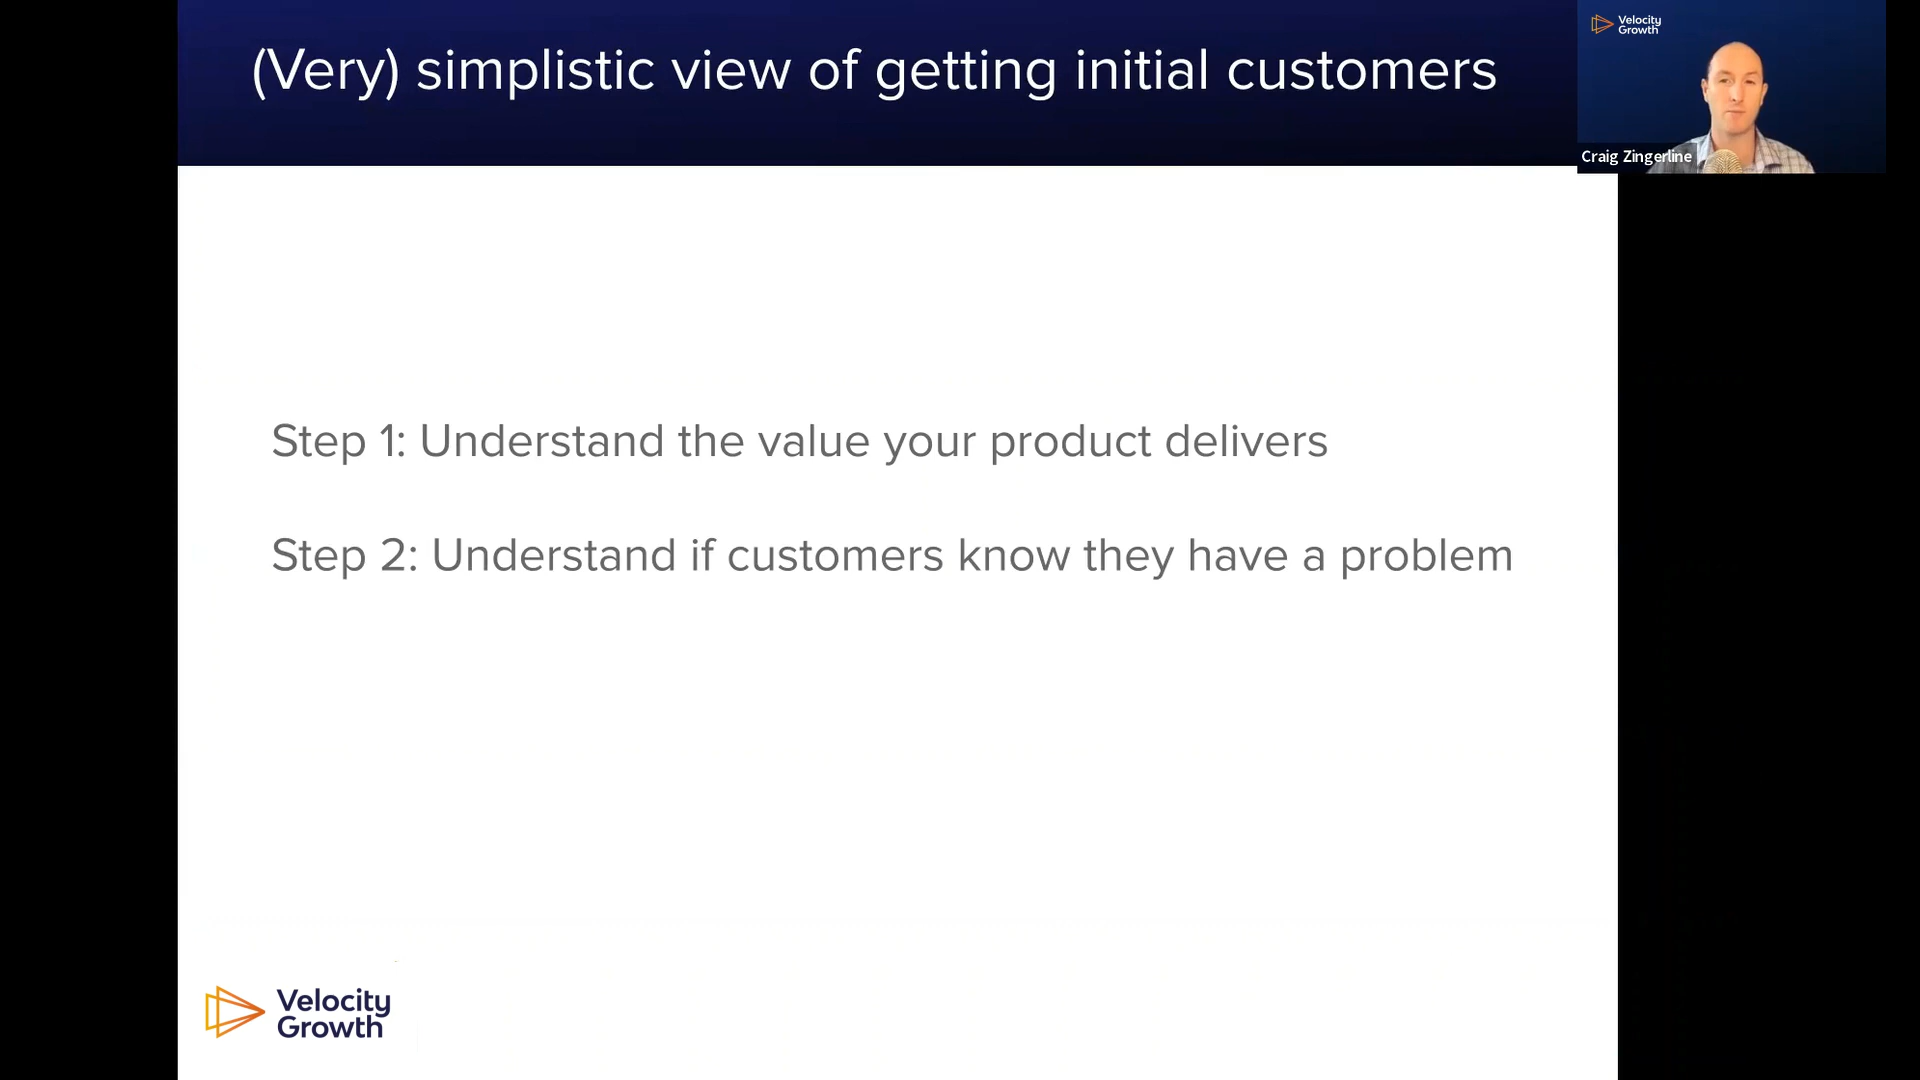 (Very) simplistic view of getting initial customers
Velocity
Growth
Craig Zingerline
Step 1: Understand the value your product delivers
Step 2: Understand if customers know they have a problem
Velocity
Growth